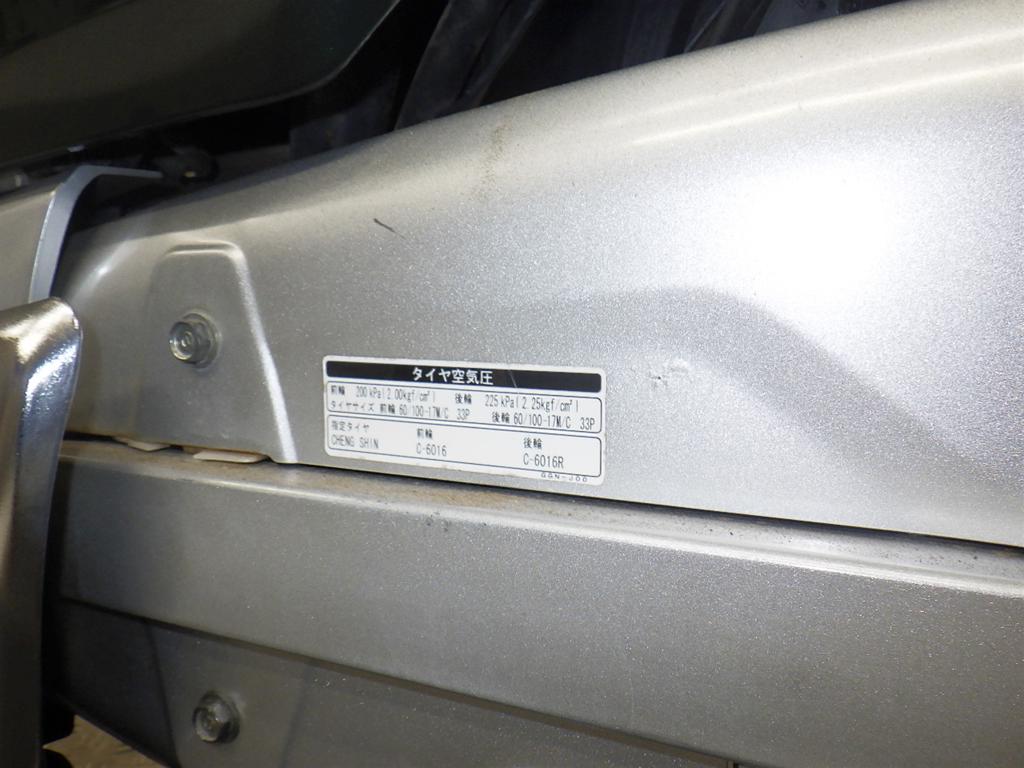 タイヤ空気圧
前輪 200 kPa(2.00kgf/cm²) 後輪 225 kPa(2.25kgf/cm²)
タイヤサイズ 前輪 60/100-17M/C 33P 後輪 60/100-17M/C 33P
指定タイヤ 前輪 後輪
CHENG SHIN C-6016 C-6016R
GGN-J00